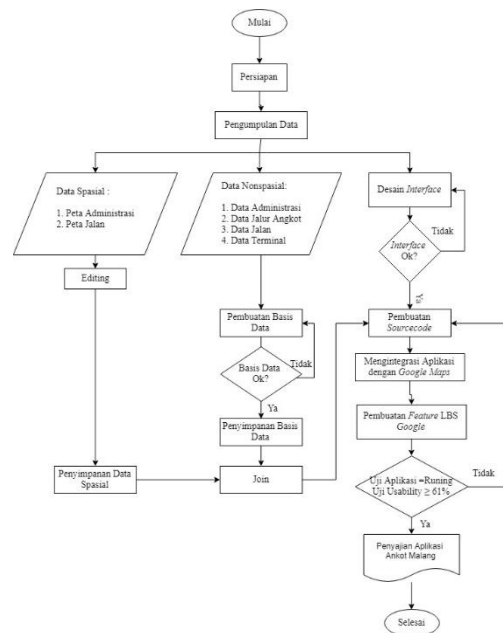 Mulai
Persiapan
Pengumpulan Data
Data Spasial :
1. Peta Administrasi
2. Peta Jalan
Editing
Penyimpanan Data
Spasial
Data Nonspasial:
1. Data Administrasi
2. Data Jalur Angkot
3. Data Jalan
4. Data Terminal
Pembuatan Basis
Data
Basis Data
Ok?
Tidak
Ya
Penyimpanan Basis
Data
Join
Desain Interface
Interface
Ok?
Tidak
Ya
Pembuatan
Sourcecode
Mengintegrasi Aplikasi
dengan Google Maps
Pembuatan Feature LBS
Google
Uji Aplikasi =Runing
Uji Usability ≥ 61%
Tidak
Ya
Penyajian Aplikasi
Ankot Malang
Selesai